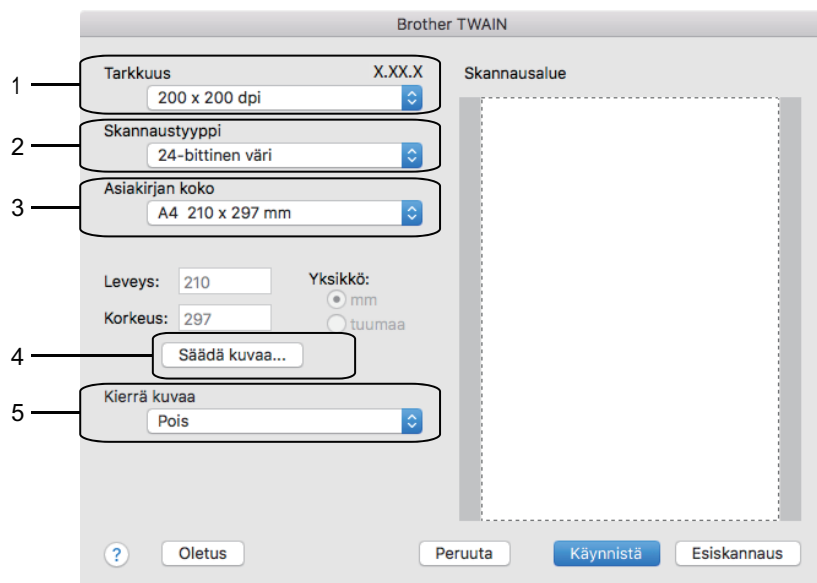 Brother TWAIN
1
Tarkkuus X.XX.X
200 x 200 dpi
2
Skannaustyyppi
24-bittinen väri
3
Asiakirjan koko
A4 210 x 297 mm
Leveys: 210
Korkeus: 297
Yksikkö:
mm
tuumaa
4
Säädä kuvaa...
5
Kierrä kuvaa
Pois
Skannausalue
? Oletus Peruuta Käynnistä Esiskannaus